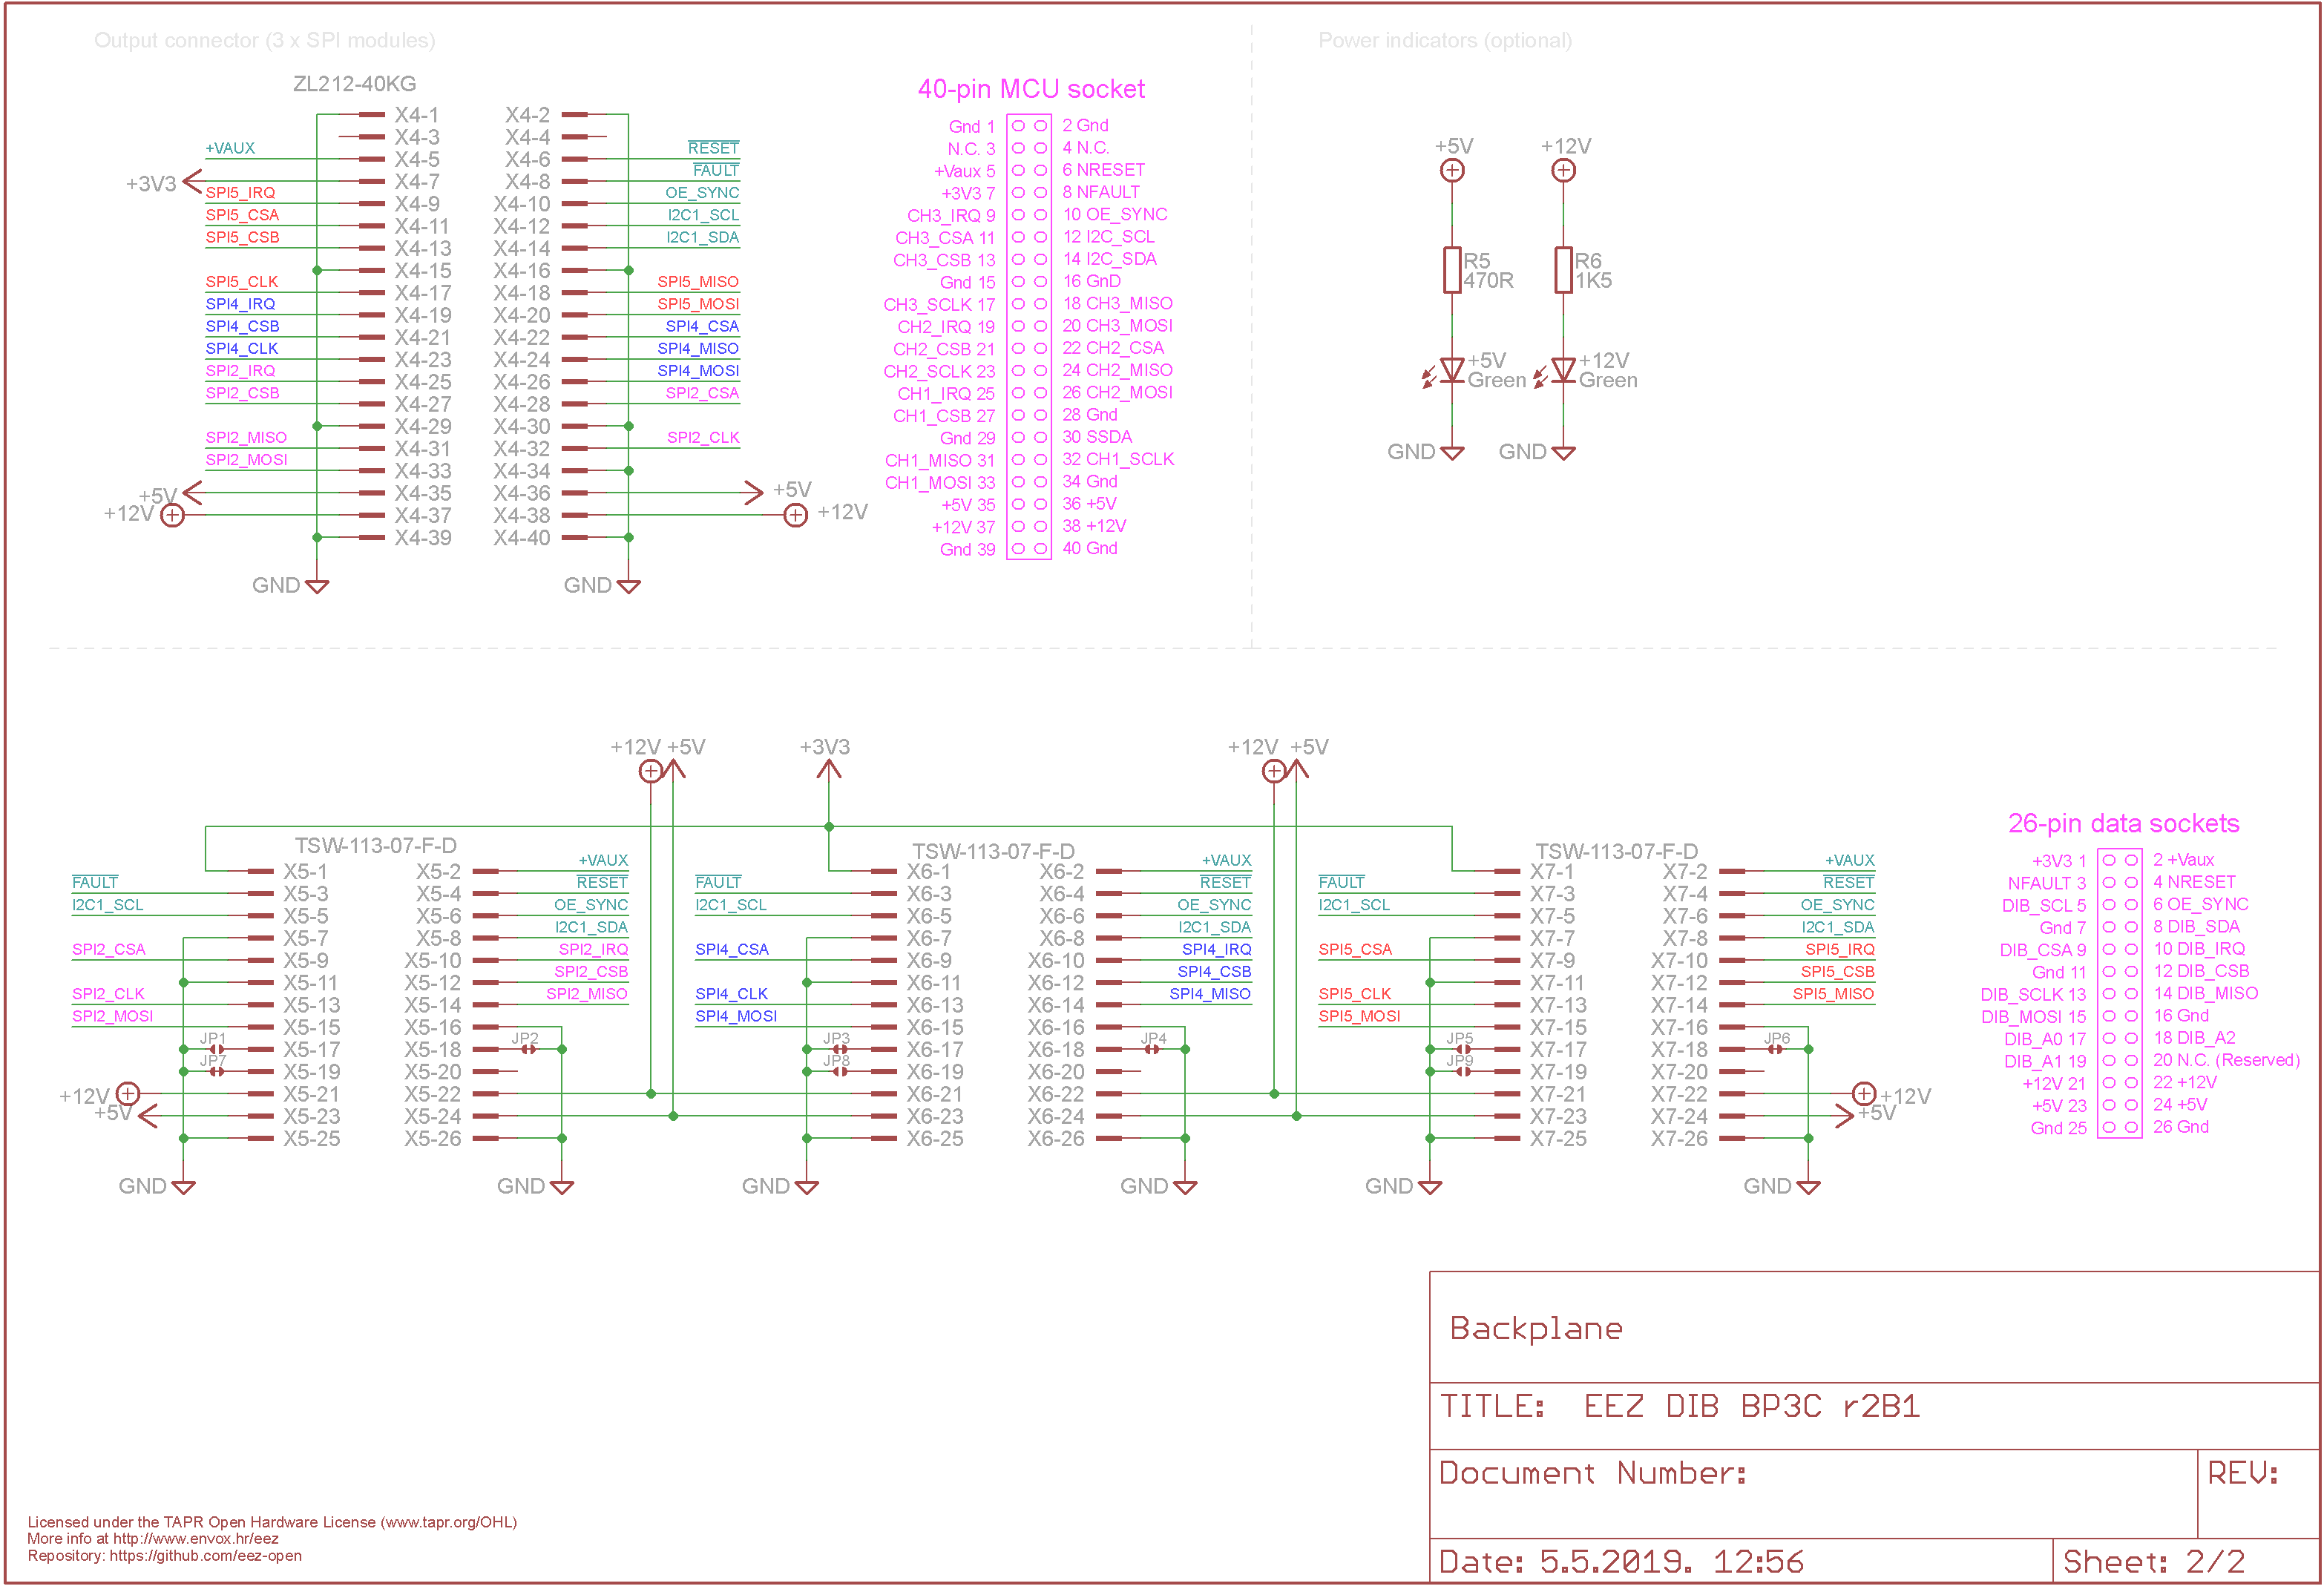 Output connector (3 x SPI modules)
Power indicators (optional)
ZL212-40KG
X4-1
X4-3
+VAUX X4-5
+3V3 X4-7
SPI5_IRQ X4-9
SPI5_CSA X4-11
SPI5_CSB X4-13
X4-15
SPI5_CLK X4-17
SPI4_IRQ X4-19
SPI4_CSB X4-21
SPI4_CLK X4-23
SPI2_IRQ X4-25
SPI2_CSB X4-27
X4-29
SPI2_MISO X4-31
SPI2_MOSI X4-33
+5V X4-35
+12V X4-37
X4-39
GND
X4-2
X4-4
X4-6 RESET
X4-8 FAULT
X4-10 OE_SYNC
X4-12 I2C1_SCL
X4-14 I2C1_SDA
X4-16
X4-18 SPI5_MISO
X4-20 SPI5_MOSI
X4-22 SPI4_CSA
X4-24 SPI4_MISO
X4-26 SPI4_MOSI
X4-28 SPI2_CSA
X4-30
X4-32 SPI2_CLK
X4-34
X4-36 +5V
X4-38 +12V
X4-40
GND
40-pin MCU socket
Gnd 1 2 Gnd
N.C. 3 4 N.C.
+Vaux 5 6 NRESET
+3V3 7 8 NFAULT
CH3_IRQ 9 10 OE_SYNC
CH3_CSA 11 12 I2C_SCL
CH3_CSB 13 14 I2C_SDA
Gnd 15 16 GnD
CH3_SCLK 17 18 CH3_MISO
CH2_IRQ 19 20 CH3_MOSI
CH2_CSB 21 22 CH2_CSA
CH2_SCLK 23 24 CH2_MISO
CH1_IRQ 25 26 CH2_MOSI
CH1_CSB 27 28 Gnd
Gnd 29 30 SSDA
CH1_MISO 31 32 CH1_SCLK
CH1_MOSI 33 34 Gnd
+5V 35 36 +5V
+12V 37 38 +12V
Gnd 39 40 Gnd
+5V +12V
R5 R6
470R 1K5
+5V +12V
Green Green
GND GND
+12V +5V +3V3 +12V +5V
TSW-113-07-F-D
X5-1
FAULT X5-3
I2C1_SCL X5-5
X5-7
SPI2_CSA X5-9
X5-11
SPI2_CLK X5-13
SPI2_MOSI X5-15
JP1 X5-17
JP7 X5-19
+12V X5-21
+5V X5-23
X5-25
GND
X5-2 +VAUX
X5-4 RESET
X5-6 OE_SYNC
X5-8 I2C1_SDA
X5-10 SPI2_IRQ
X5-12 SPI2_CSB
X5-14 SPI2_MISO
X5-16
X5-18 JP2
X5-20
X5-22
X5-24
X5-26
GND
TSW-113-07-F-D
X6-1
FAULT X6-3
I2C1_SCL X6-5
X6-7
SPI4_CSA X6-9
X6-11
SPI4_CLK X6-13
SPI4_MOSI X6-15
JP3 X6-17
JP8 X6-19
X6-21
X6-23
X6-25
GND
X6-2 +VAUX
X6-4 RESET
X6-6 OE_SYNC
X6-8 I2C1_SDA
X6-10 SPI4_IRQ
X6-12 SPI4_CSB
X6-14 SPI4_MISO
X6-16
X6-18 JP4
X6-20
X6-22
X6-24
X6-26
GND
TSW-113-07-F-D
X7-1
FAULT X7-3
I2C1_SCL X7-5
X7-7
SPI5_CSA X7-9
X7-11
SPI5_CLK X7-13
SPI5_MOSI X7-15
JP5 X7-17
JP9 X7-19
X7-21
X7-23
X7-25
GND
X7-2 +VAUX
X7-4 RESET
X7-6 OE_SYNC
X7-8 I2C1_SDA
X7-10 SPI5_IRQ
X7-12 SPI5_CSB
X7-14 SPI5_MISO
X7-16
X7-18 JP6
X7-20
X7-22 +12V
X7-24 +5V
X7-26
GND
26-pin data sockets
+3V3 1 2 +Vaux
NFAULT 3 4 NRESET
DIB_SCL 5 6 OE_SYNC
Gnd 7 8 DIB_SDA
DIB_CSA 9 10 DIB_IRQ
Gnd 11 12 DIB_CSB
DIB_SCLK 13 14 DIB_MISO
DIB_MOSI 15 16 Gnd
DIB_A0 17 18 DIB_A2
DIB_A1 19 20 N.C. (Reserved)
+12V 21 22 +12V
+5V 23 24 +5V
Gnd 25 26 Gnd
Backplane
TITLE: EEZ DIB BP3C r2B1
Document Number: REV:
Date: 5.5.2019. 12:56 Sheet: 2/2
Licensed under the TAPR Open Hardware License (www.tapr.org/OHL)
More info at http://www.envox.hr/eez
Repository: https://github.com/eez-open